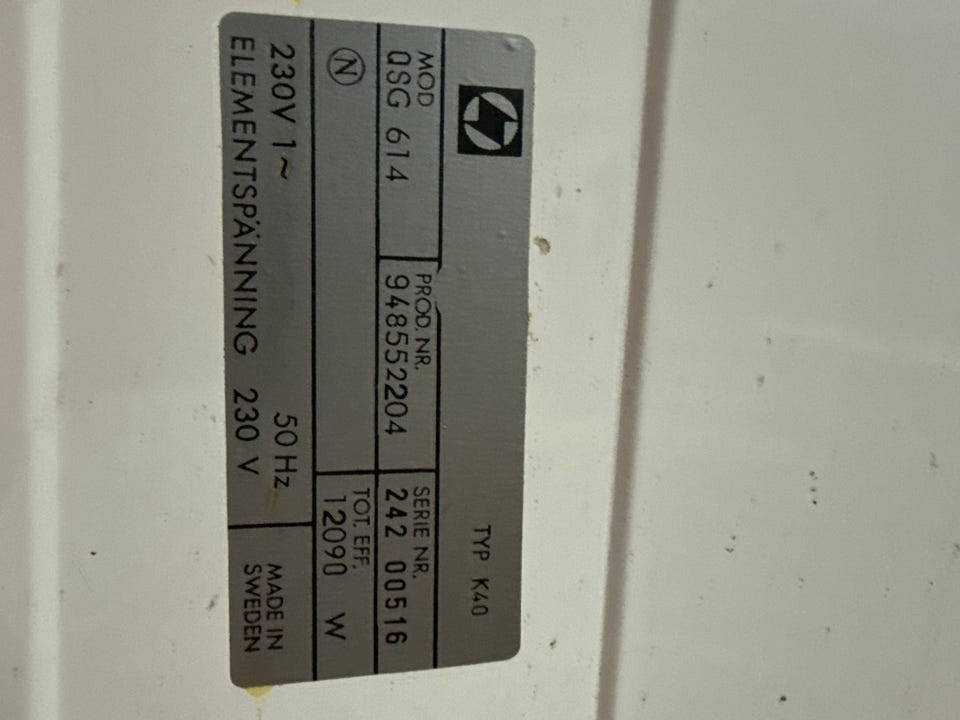 TYP K40
MOD PROD. NR. SERIE NR.
QSG 614 948552204 242 00516
N TOT. EFF.
12090 W
230V 1~ 50 Hz MADE IN
ELEMENTSPÄNNING 230 V SWEDEN